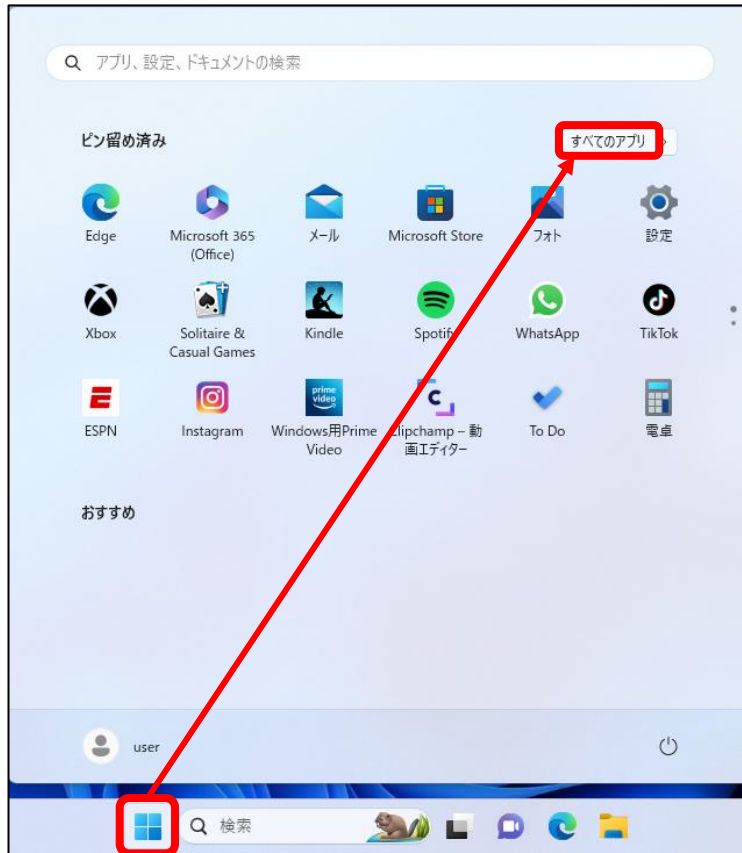 アプリ、設定、ドキュメントの検索
ピン留め済み
すべてのアプリ >
Edge
Microsoft 365
(Office)
メール
Microsoft Store
フォト
設定
Xbox
Solitaire &
Casual Games
Kindle
Spotify
WhatsApp
TikTok
ESPN
Instagram
prime
video
Windows用Prime
Video
Clipchamp – 動
画エディター
To Do
電卓
おすすめ
user
検索